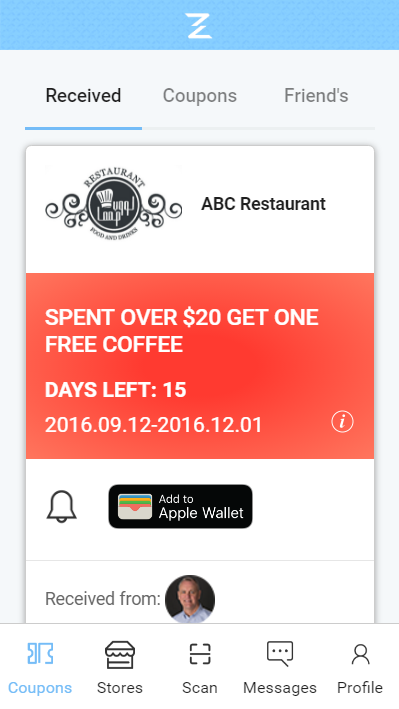 Z
Received Coupons Friend's
RESTAURANT
FOOD AND DRINKS
ABC Restaurant
SPENT OVER $20 GET ONE
FREE COFFEE
DAYS LEFT: 15
2016.09.12-2016.12.01
i
Add to
Apple Wallet
Received from:
Coupons Stores Scan Messages Profile